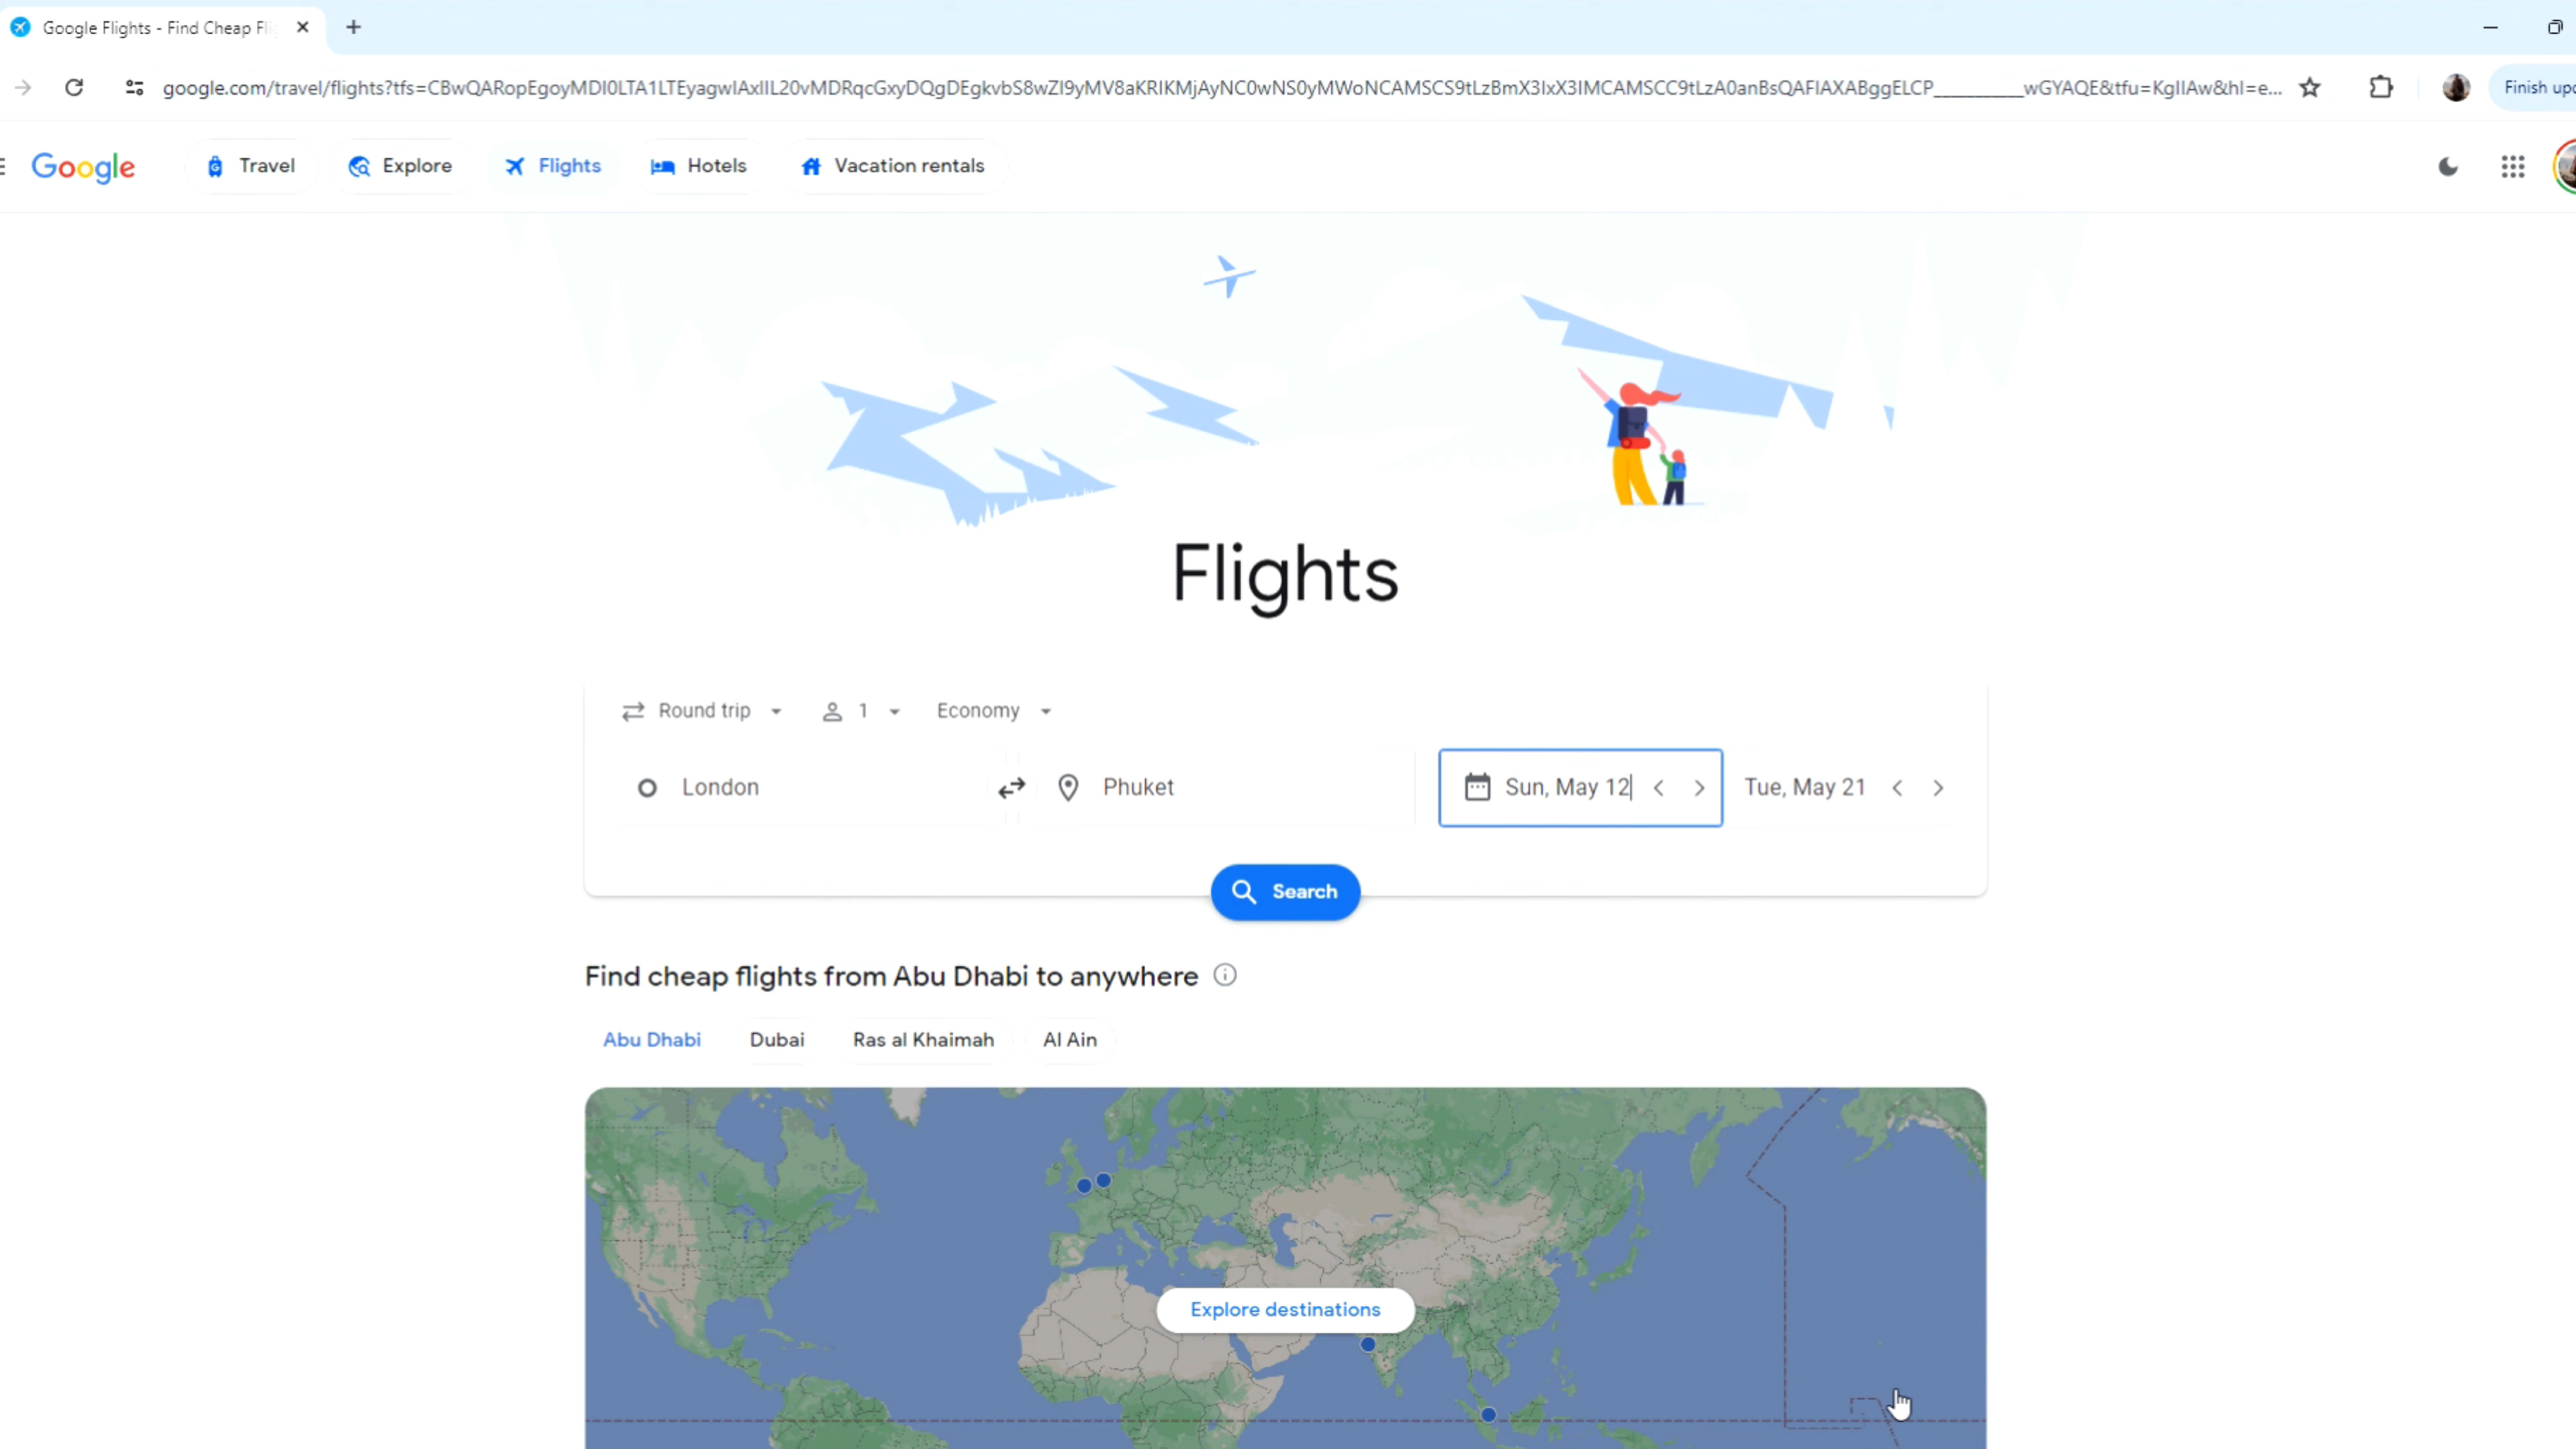 Google Flights - Find Cheap Fli
google.com/travel/flights?tfs=CBwQARopEgoyMDI0LTA1LTEyagwIAxIIL20vMDRqcGxyDQgDEgkvbS8wZl9yMV8aKRIKMjAyNC0wNS0yMWoNCAMSCS9tLzBmX3IxX3IMCAMSCC9tLzA0anBsQAFIAXABggELCP___________wGYAQE&tfu=KgIIAw&hl=e...
Finish upd
Google
Travel
Explore
Flights
Hotels
Vacation rentals
Flights
Round trip
1
Economy
London
Phuket
Sun, May 12
Tue, May 21
Search
Find cheap flights from Abu Dhabi to anywhere
Abu Dhabi
Dubai
Ras al Khaimah
Al Ain
Explore destinations